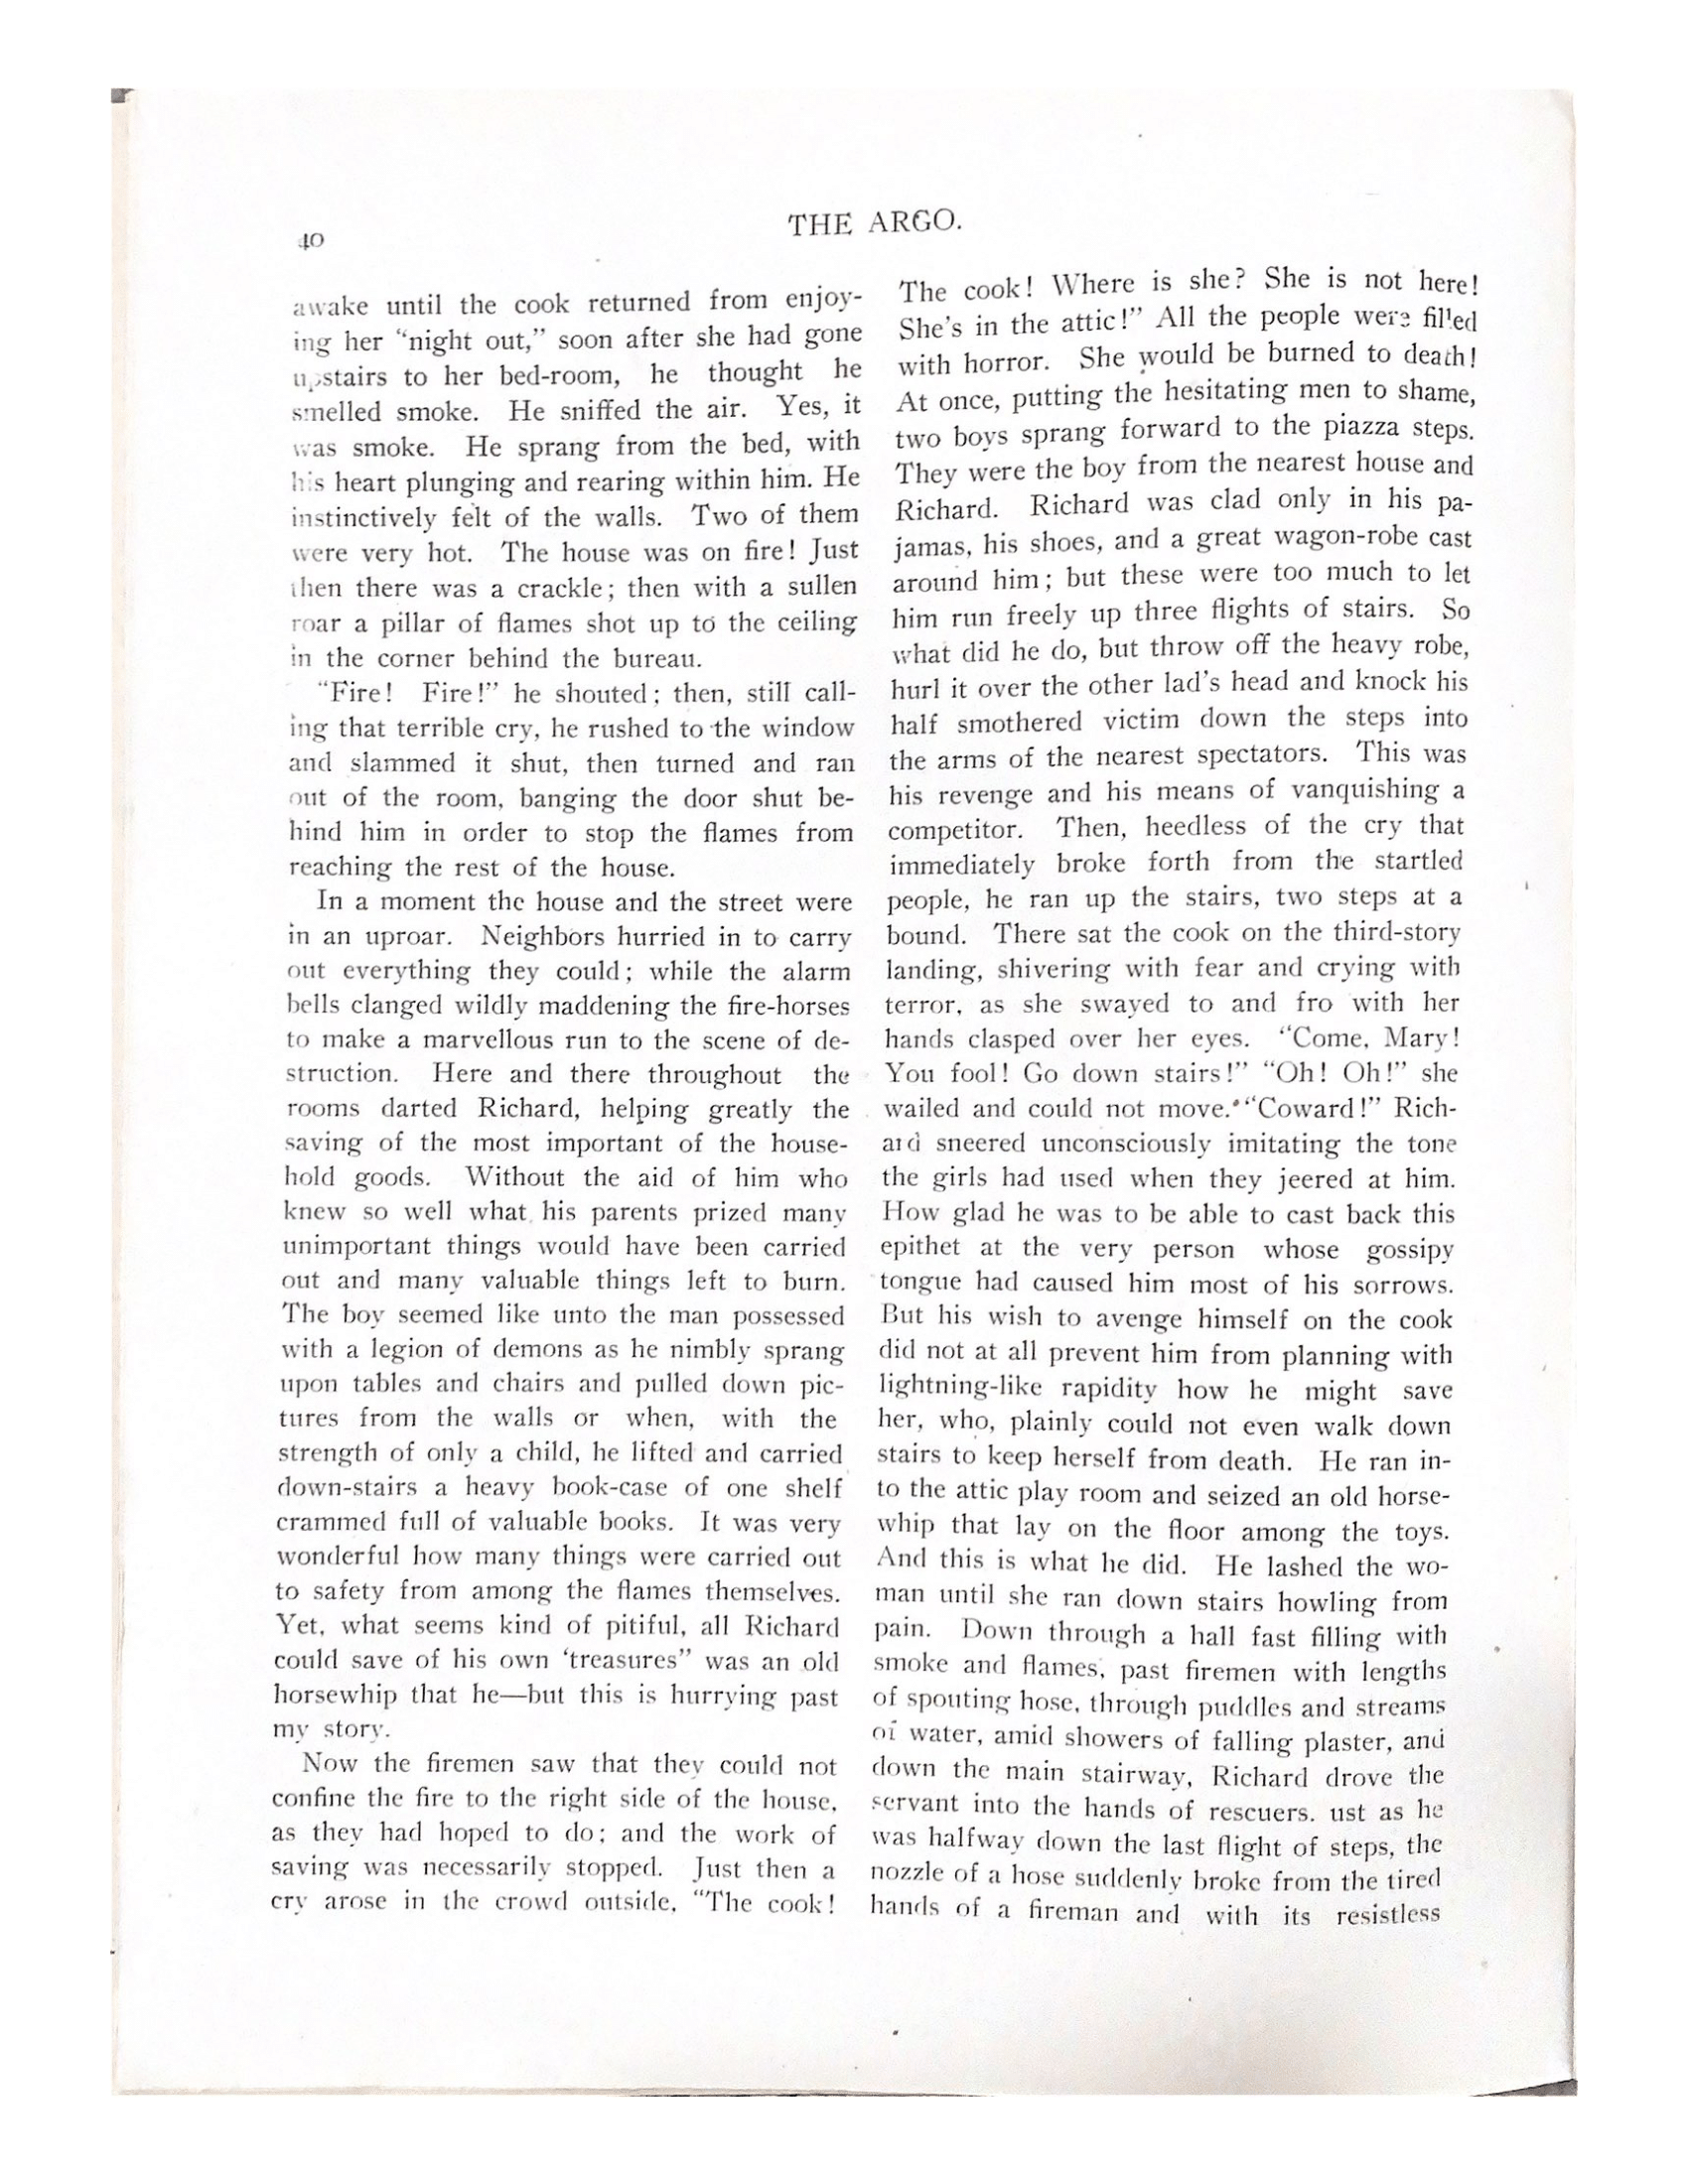 40
THE ARGO.
awake until the cook returned from enjoy-
ing her “night out,” soon after she had gone
upstairs to her bed-room, he thought he
smelled smoke. He sniffed the air. Yes, it
was smoke. He sprang from the bed, with
his heart plunging and rearing within him. He
instinctively felt of the walls. Two of them
were very hot. The house was on fire! Just
then there was a crackle; then with a sullen
roar a pillar of flames shot up to the ceiling
in the corner behind the bureau.
“Fire! Fire!” he shouted; then, still call-
ing that terrible cry, he rushed to the window
and slammed it shut, then turned and ran
out of the room, banging the door shut be-
hind him in order to stop the flames from
reaching the rest of the house.
In a moment the house and the street were
in an uproar. Neighbors hurried in to carry
out everything they could; while the alarm
bells clanged wildly maddening the fire-horses
to make a marvellous run to the scene of de-
struction. Here and there throughout the
rooms darted Richard, helping greatly the
saving of the most important of the house-
hold goods. Without the aid of him who
knew so well what his parents prized many
unimportant things would have been carried
out and many valuable things left to burn.
The boy seemed like unto the man possessed
with a legion of demons as he nimbly sprang
upon tables and chairs and pulled down pic-
tures from the walls or when, with the
strength of only a child, he lifted and carried
down-stairs a heavy book-case of one shelf
crammed full of valuable books. It was very
wonderful how many things were carried out
to safety from among the flames themselves.
Yet, what seems kind of pitiful, all Richard
could save of his own ‘treasures” was an old
horsewhip that he—but this is hurrying past
my story.
Now the firemen saw that they could not
confine the fire to the right side of the house,
as they had hoped to do; and the work of
saving was necessarily stopped. Just then a
cry arose in the crowd outside, “The cook!
The cook! Where is she? She is not here!
She’s in the attic!” All the people were filled
with horror. She would be burned to death!
At once, putting the hesitating men to shame,
two boys sprang forward to the piazza steps.
They were the boy from the nearest house and
Richard. Richard was clad only in his pa-
jamas, his shoes, and a great wagon-robe cast
around him; but these were too much to let
him run freely up three flights of stairs. So
what did he do, but throw off the heavy robe,
hurl it over the other lad’s head and knock his
half smothered victim down the steps into
the arms of the nearest spectators. This was
his revenge and his means of vanquishing a
competitor. Then, heedless of the cry that
immediately broke forth from the startled
people, he ran up the stairs, two steps at a
bound. There sat the cook on the third-story
landing, shivering with fear and crying with
terror, as she swayed to and fro with her
hands clasped over her eyes. “Come, Mary!
You fool! Go down stairs!” “Oh! Oh!” she
wailed and could not move. “Coward!” Rich-
ard sneered unconsciously imitating the tone
the girls had used when they jeered at him.
How glad he was to be able to cast back this
epithet at the very person whose gossipy
tongue had caused him most of his sorrows.
But his wish to avenge himself on the cook
did not at all prevent him from planning with
lightning-like rapidity how he might save
her, who, plainly could not even walk down
stairs to keep herself from death. He ran in-
to the attic play room and seized an old horse-
whip that lay on the floor among the toys.
And this is what he did. He lashed the wo-
man until she ran down stairs howling from
pain. Down through a hall fast filling with
smoke and flames, past firemen with lengths
of spouting hose, through puddles and streams
of water, amid showers of falling plaster, and
down the main stairway, Richard drove the
servant into the hands of rescuers. ust as he
was halfway down the last flight of steps, the
nozzle of a hose suddenly broke from the tired
hands of a fireman and with its resistless